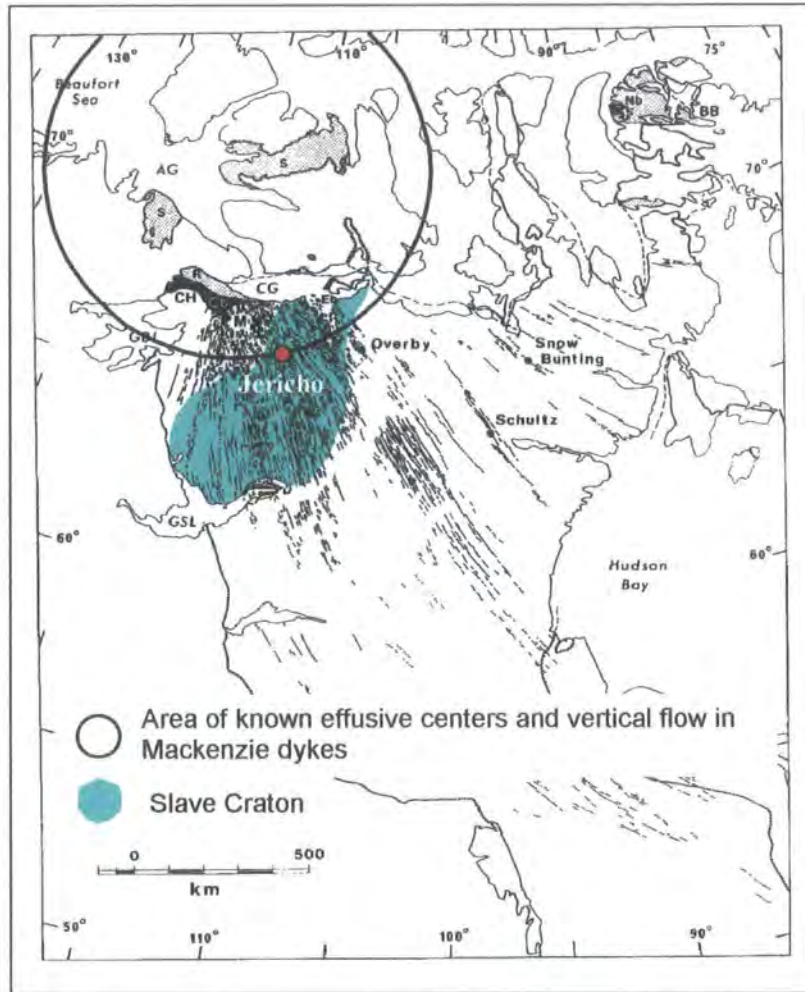 130°
110°
90°
75°
Beaufort
Sea
70°
Nb
BB
70°
AG
S
S
R
CG
CH
M
Ek
Overby
Snow
Bunting
Jericho
Schultz
GSL
60°
60°
Hudson
Bay
Area of known effusive centers and vertical flow in
Mackenzie dykes
Slave Craton
0 500
km
50°
110°
100°
90°